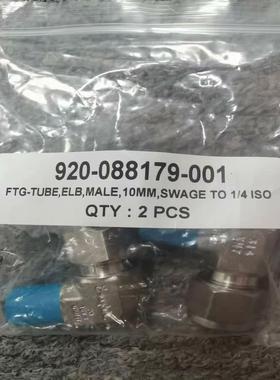 920-088179-001
FTG-TUBE,ELB,MALE,10MM,SWAGE TO 1/4 ISO
QTY : 2 PCS